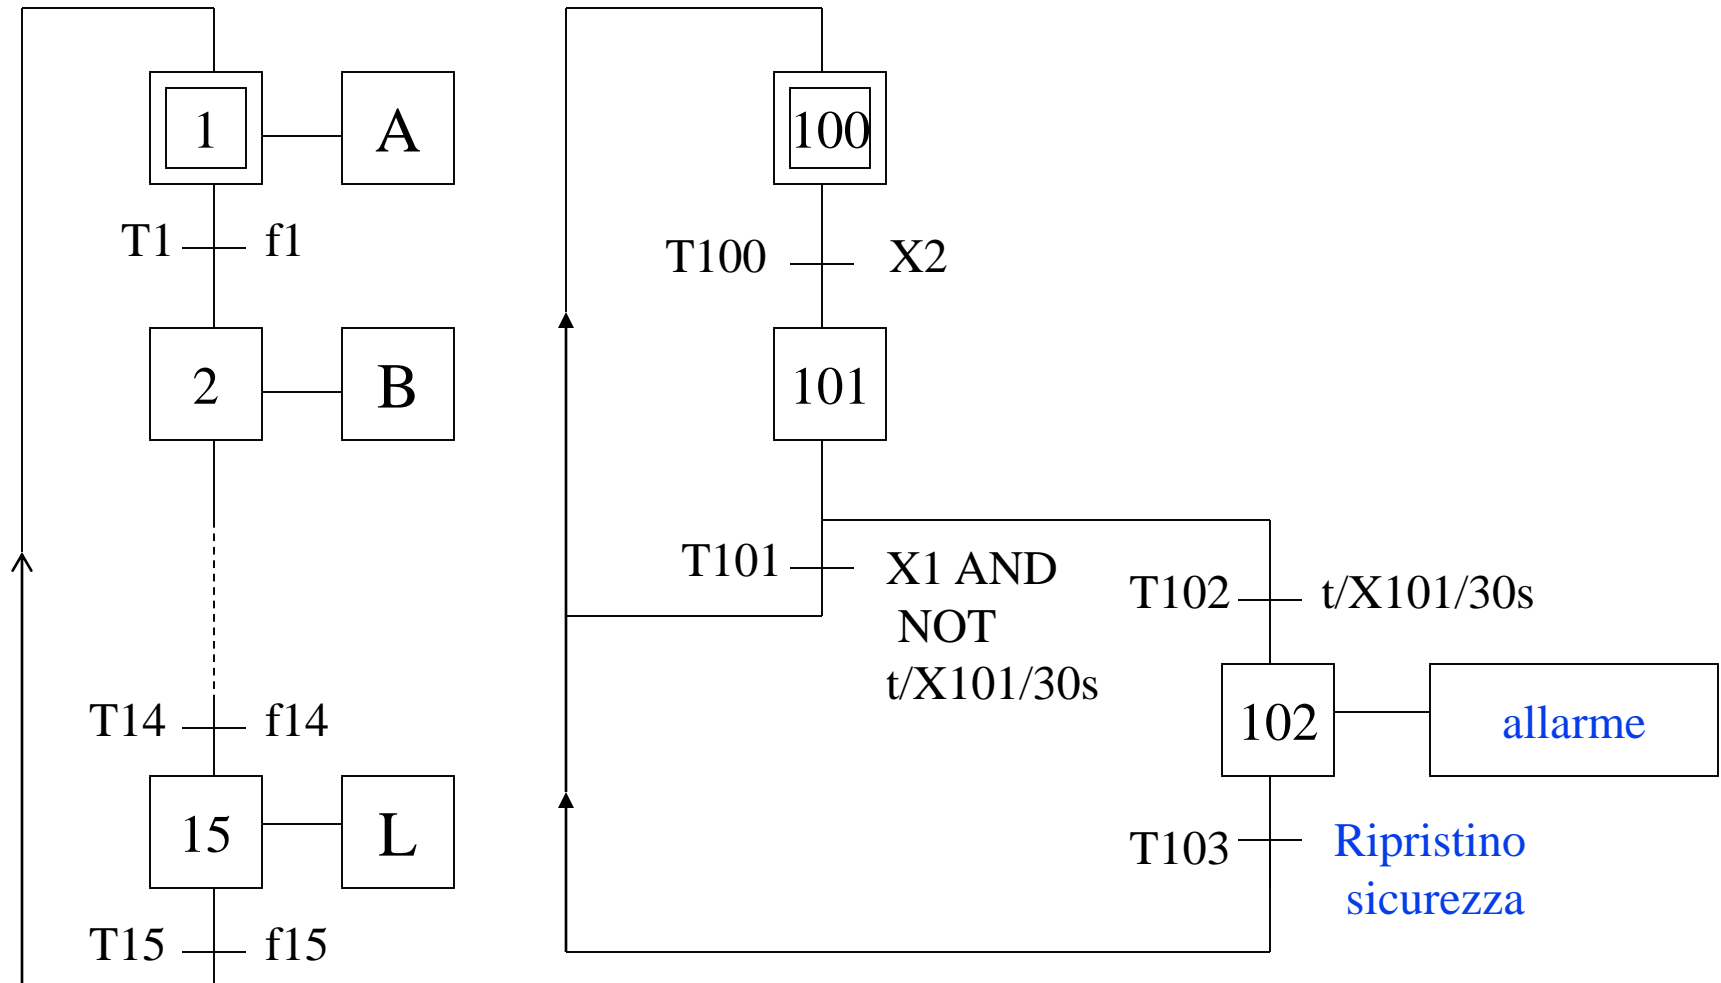 1
A
T1
f1
2
B
T14
f14
15
L
T15
f15
100
T100
X2
101
T101
X1 AND
NOT
t/X101/30s
T102
t/X101/30s
102
allarme
T103
Ripristino
sicurezza